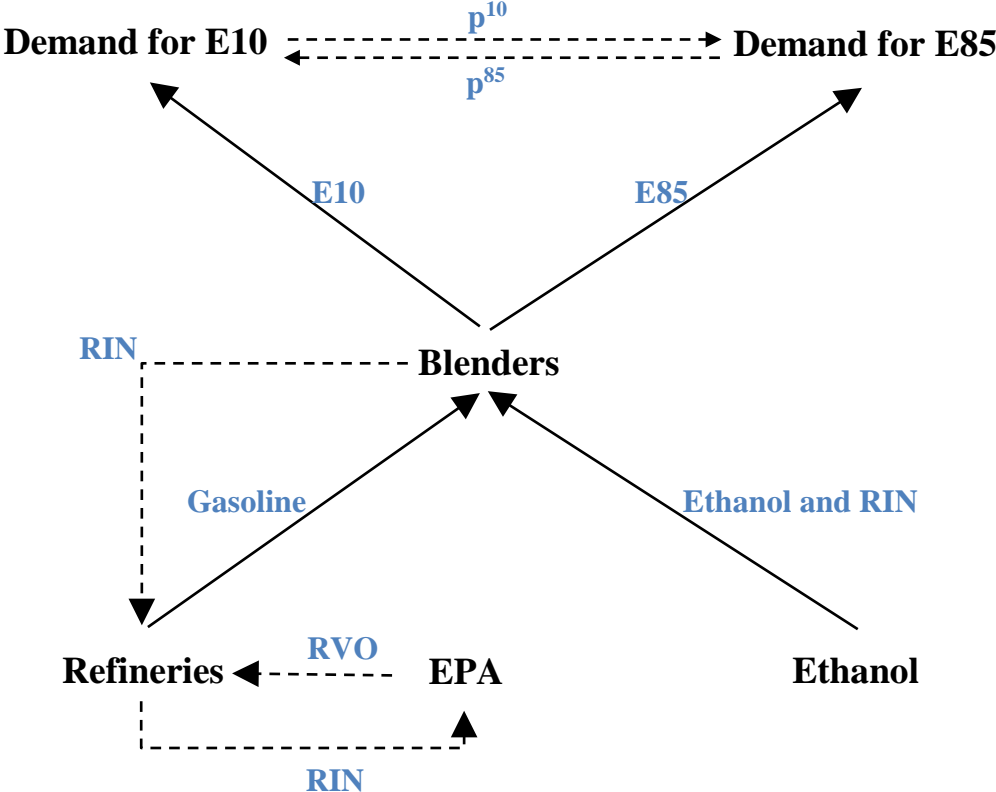 p¹⁰
Demand for E10
Demand for E85
p⁸⁵
E10
E85
RIN
Blenders
Gasoline
Ethanol and RIN
RVO
Refineries
EPA
Ethanol
RIN